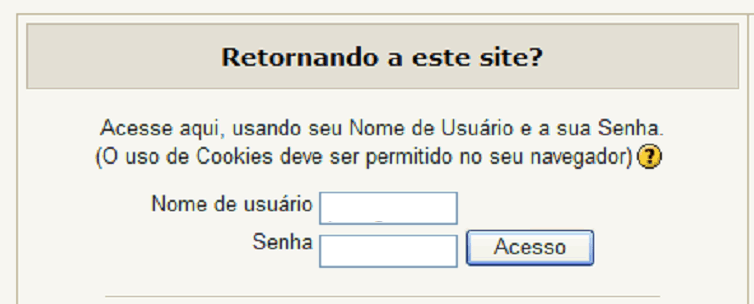 Retornando a este site?
Acesse aqui, usando seu Nome de Usuário e a sua Senha.
(O uso de Cookies deve ser permitido no seu navegador) ?
Nome de usuário
Senha Acesso